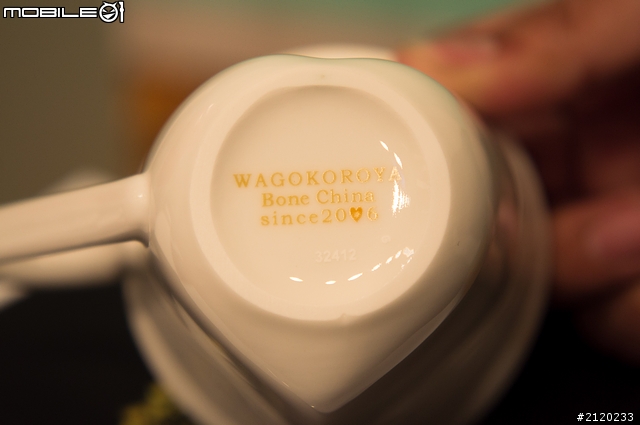 MOBILE01
WAGOKOROYA
Bone China
since20♥6
32412
#2120233